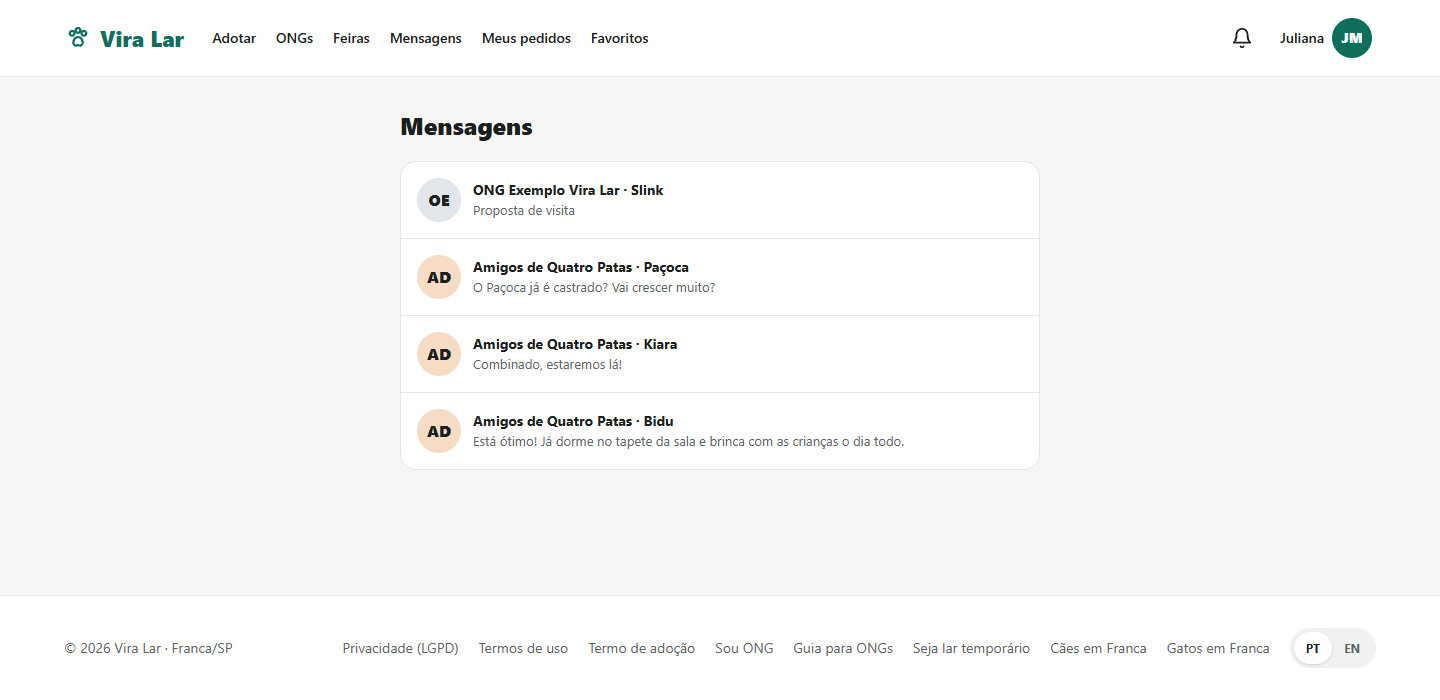 Vira Lar Adotar ONGs Feiras Mensagens Meus pedidos Favoritos Juliana JM
Mensagens
OE
ONG Exemplo Vira Lar · Slink
Proposta de visita
AD
Amigos de Quatro Patas · Paçoca
O Paçoca já é castrado? Vai crescer muito?
AD
Amigos de Quatro Patas · Kiara
Combinado, estaremos lá!
AD
Amigos de Quatro Patas · Bidu
Está ótimo! Já dorme no tapete da sala e brinca com as crianças o dia todo.
© 2026 Vira Lar · Franca/SP Privacidade (LGPD) Termos de uso Termo de adoção Sou ONG Guia para ONGs Seja lar temporário Cães em Franca Gatos em Franca PT EN